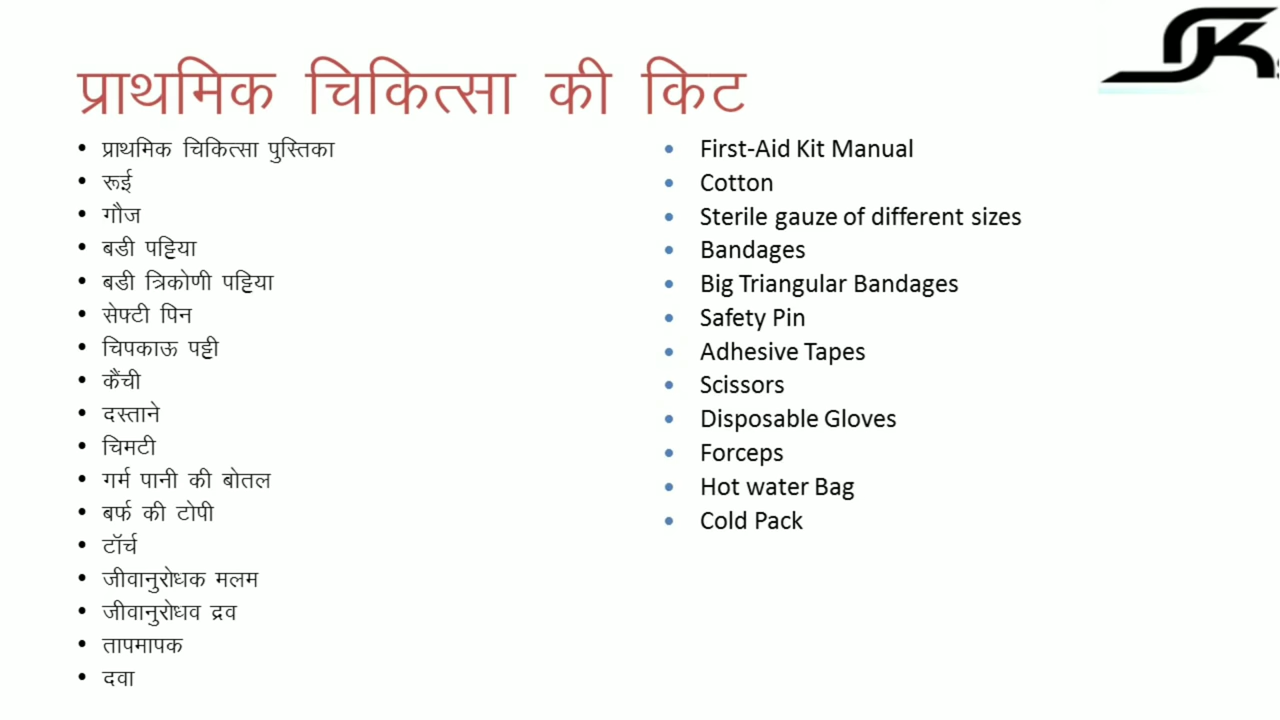 प्राथमिक चिकित्सा की किट
प्राथमिक चिकित्सा पुस्तिका
रूई
गौज
बडी पट्टिया
बडी त्रिकोणी पट्टिया
सेफ्टी पिन
चिपकाऊ पट्टी
कैंची
दस्ताने
चिमटी
गर्म पानी की बोतल
बर्फ की टोपी
टॉर्च
जीवानुरोधक मलम
जीवानुरोधव द्रव
तापमापक
दवा
First-Aid Kit Manual
Cotton
Sterile gauze of different sizes
Bandages
Big Triangular Bandages
Safety Pin
Adhesive Tapes
Scissors
Disposable Gloves
Forceps
Hot water Bag
Cold Pack